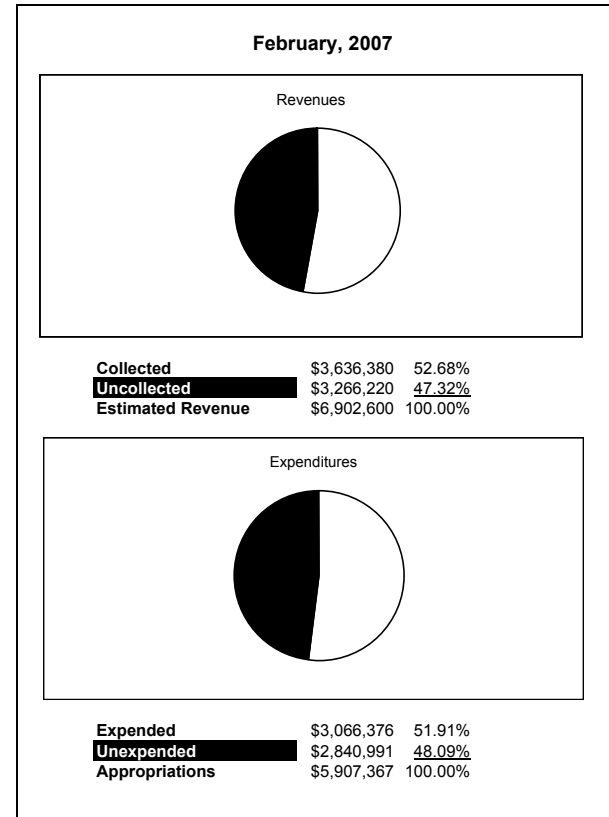 February, 2007
Revenues
Collected $3,636,380 52.68%
Uncollected $3,266,220 47.32%
Estimated Revenue $6,902,600 100.00%
Expenditures
Expended $3,066,376 51.91%
Unexpended $2,840,991 48.09%
Appropriations $5,907,367 100.00%